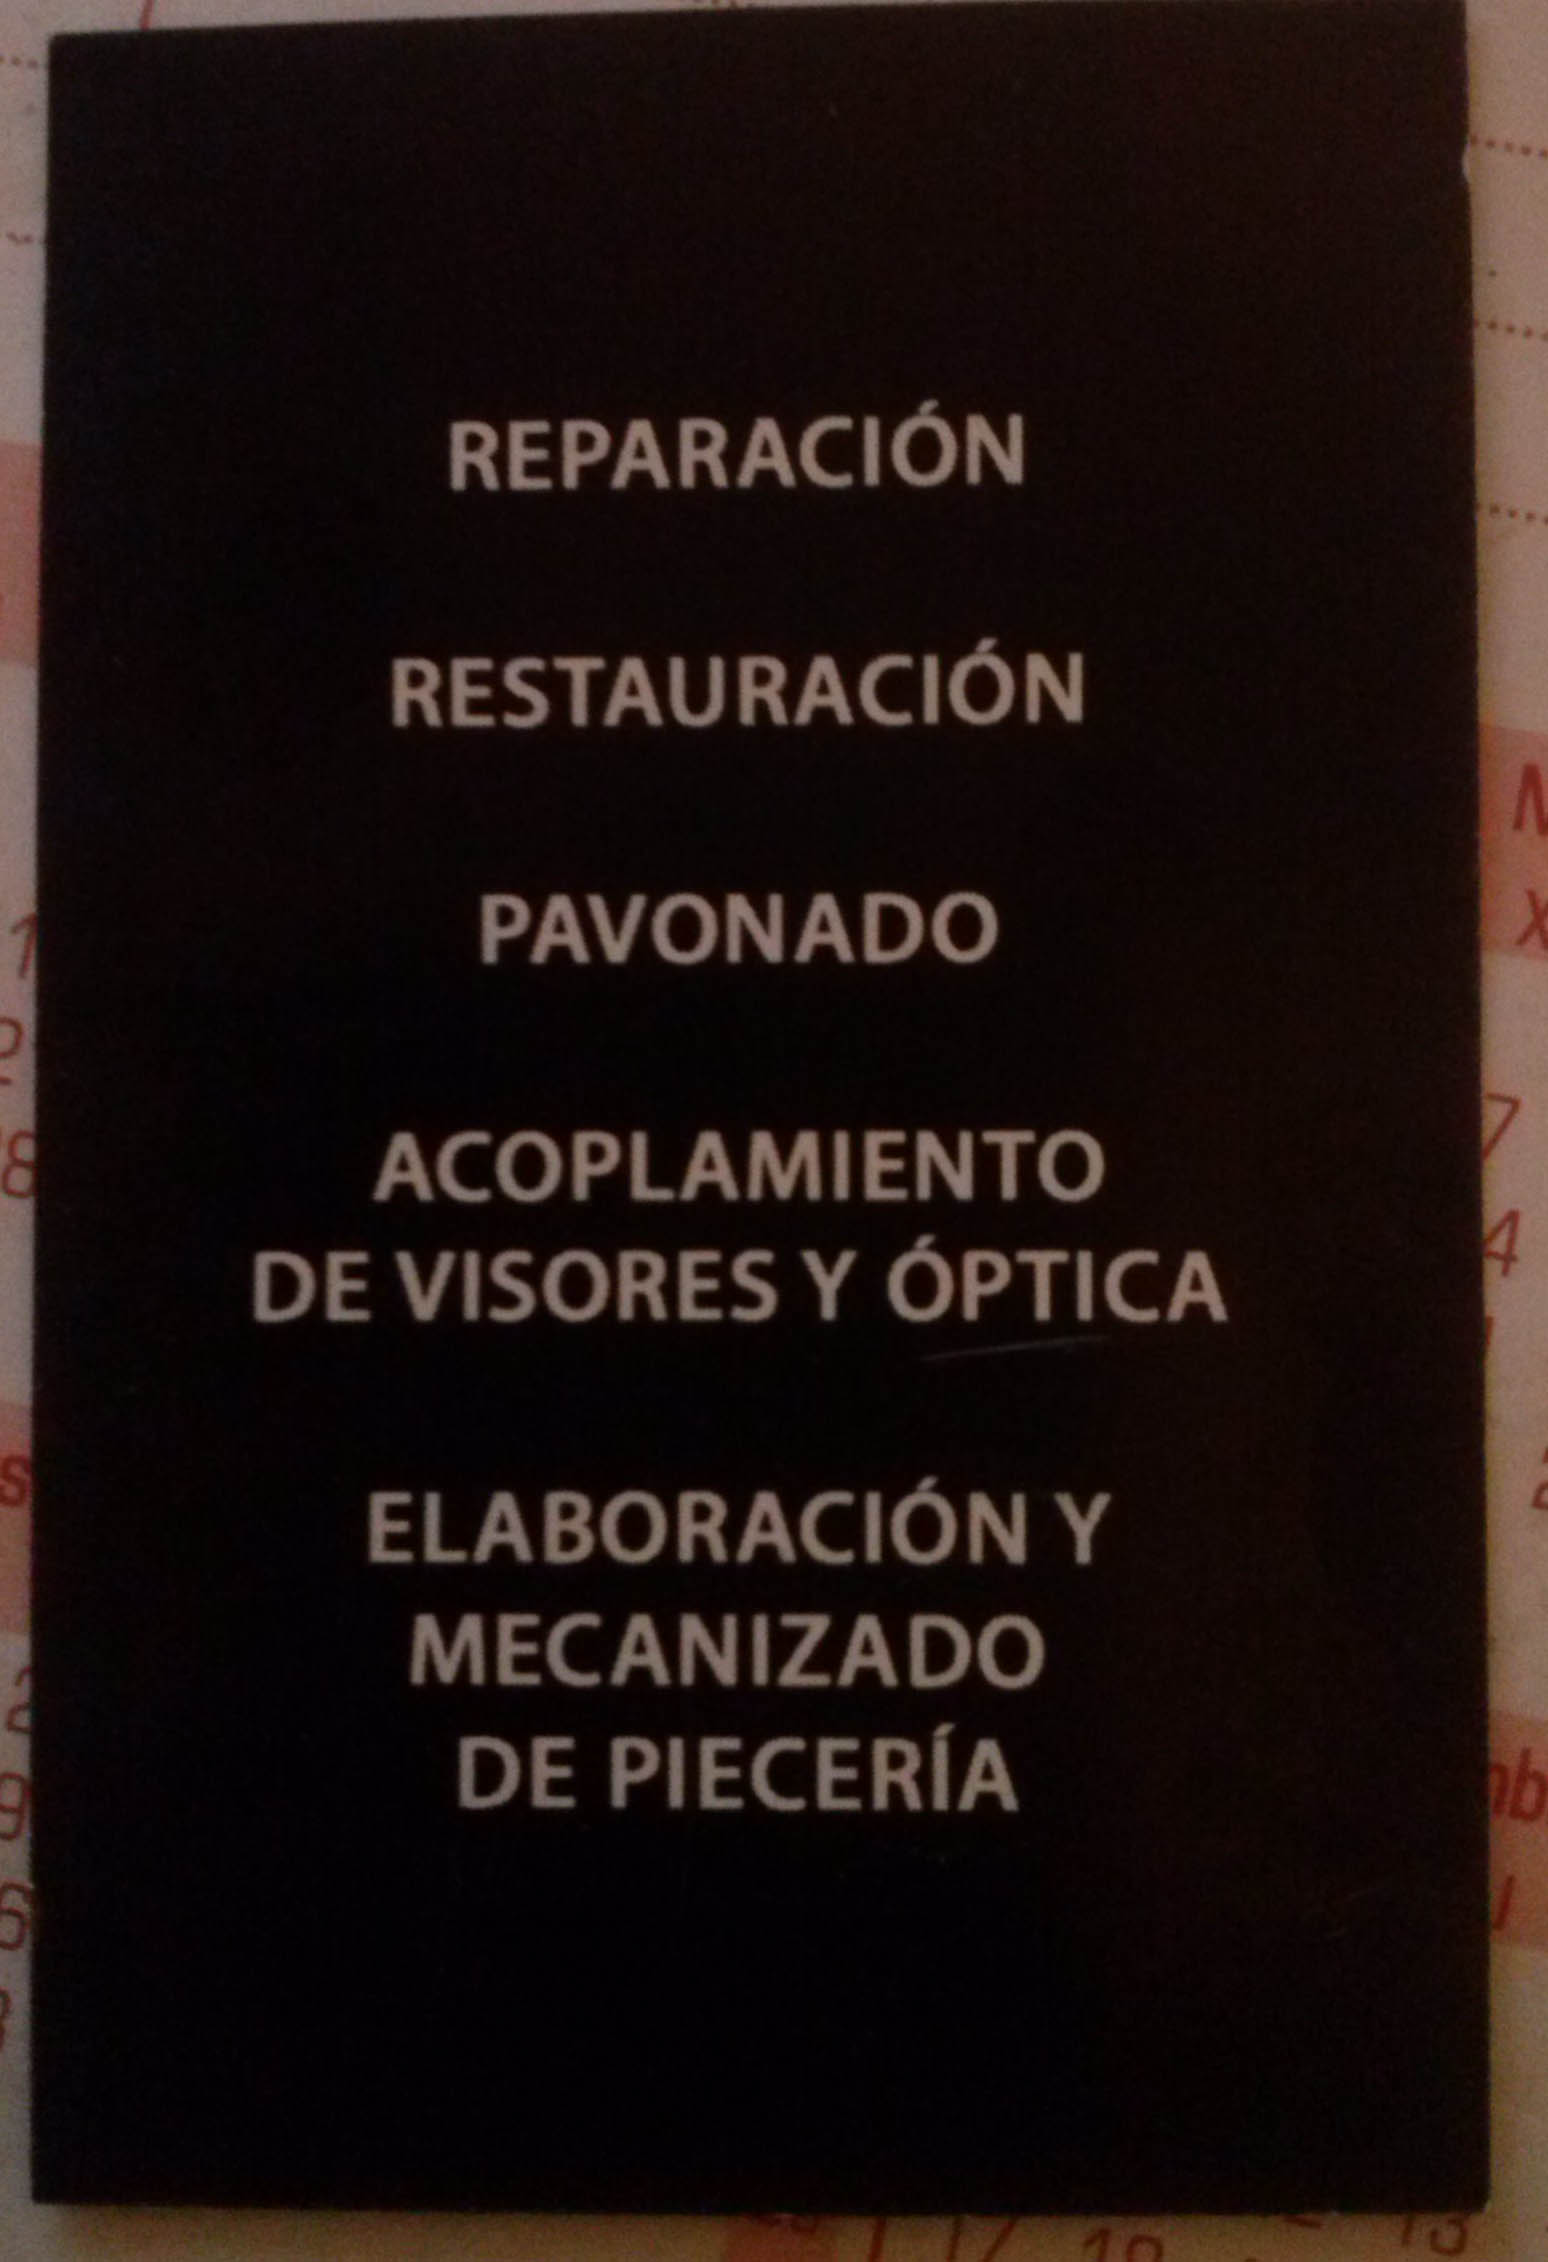 REPARACIÓN
RESTAURACIÓN
PAVONADO
ACOPLAMIENTO
DE VISORES Y ÓPTICA
ELABORACIÓN Y
MECANIZADO
DE PIECERÍA